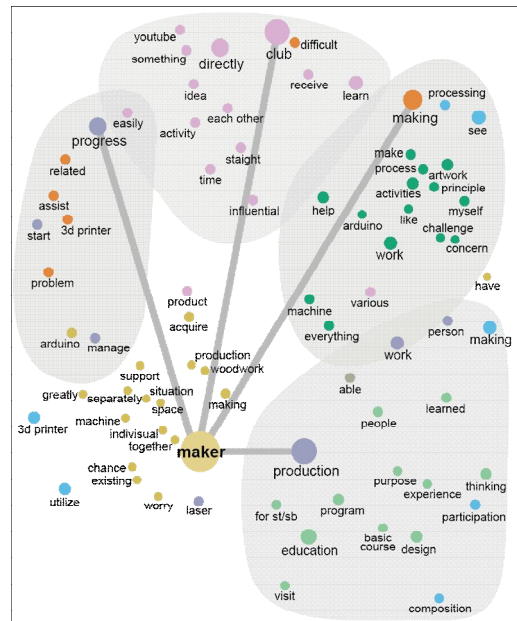 youtube
club
difficult
something
directly
receive
learn
idea
each other
easily
activity
progress
staight
time
influential
making
processing
see
make
process
artwork
activities
principle
myself
help
arduino
like
challenge
concern
work
related
assist
3d printer
start
problem
product
acquire
machine
various
have
everything
person
making
work
arduino
manage
production
woodwork
support
able
greatly
separately
situation
space
making
learned
people
3d printer
machine
indivisual
together
maker
production
chance
existing
purpose
experience
thinking
utilize
worry
laser
for st/sb
program
participation
education
basic
course
design
visit
composition